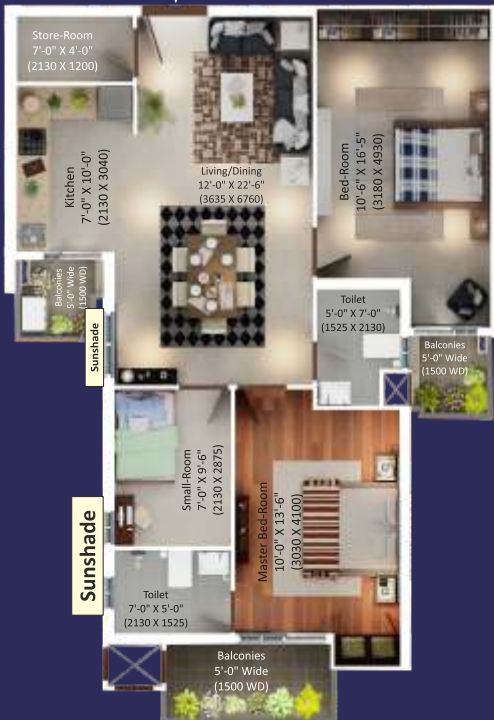 Store-Room
7'-0" X 4'-0"
(2130 X 1200)
Kitchen
7'-0" X 10'-0"
(2130 X 3040)
Living/Dining
12'-0" X 22'-6"
(3635 X 6760)
Bed-Room
10'-6" X 16'-5"
(3180 X 4930)
Balconies
5'-0" Wide
(1500 WD)
Sunshade
Toilet
5'-0" X 7'-0"
(1525 X 2130)
Balconies
5'-0" Wide
(1500 WD)
Small-Room
7'-0" X 9'-6"
(2130 X 2875)
Master Bed-Room
10'-0" X 13'-6"
(3030 X 4100)
Sunshade
Toilet
7'-0" X 5'-0"
(2130 X 1525)
Balconies
5'-0" Wide
(1500 WD)